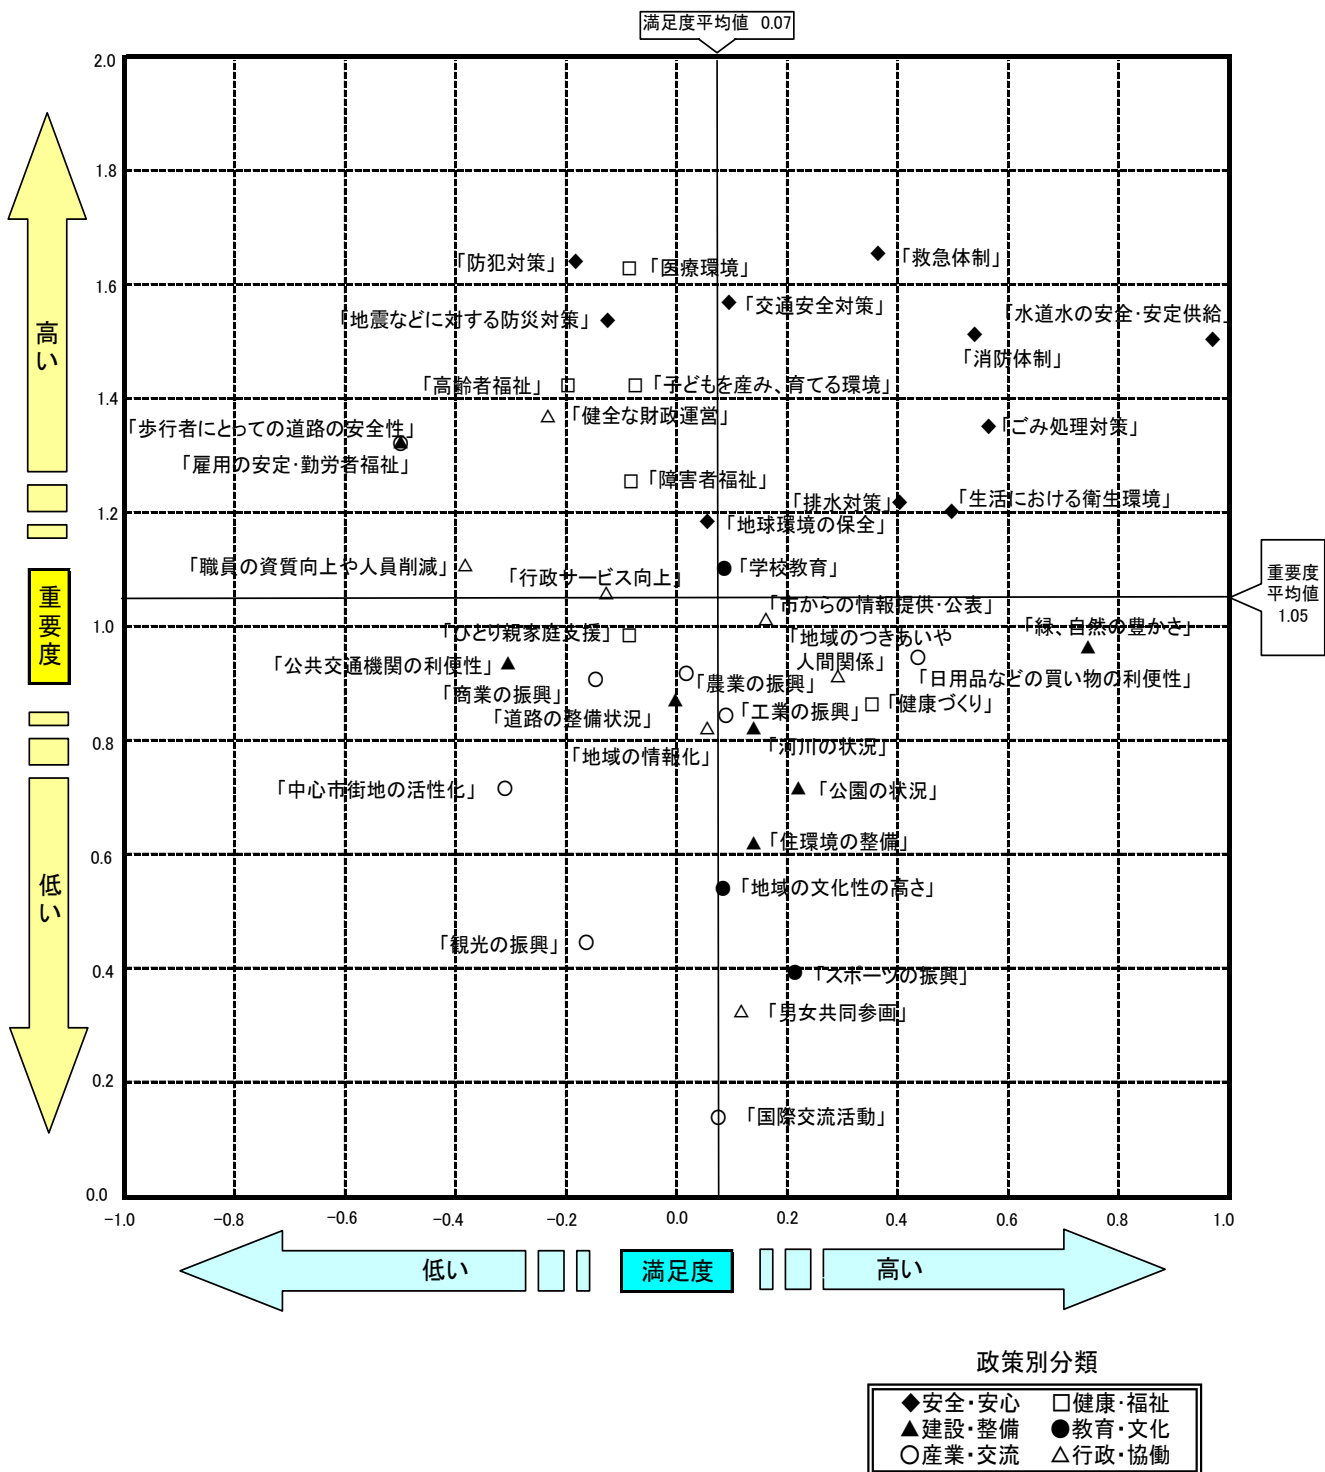 満足度平均値 0.07
2.0
1.8
「防犯対策」
「医療環境」
「救急体制」
1.6
「地震などに対する防災対策」
「交通安全対策」
「水道水の安全・安定供給」
高い
「消防体制」
「高齢者福祉」
「子どもを産み、育てる環境」
1.4
「健全な財政運営」
「歩行者にとっての道路の安全性」
「ごみ処理対策」
「雇用の安定・勤労者福祉」
「障害者福祉」
「排水対策」
「生活における衛生環境」
1.2
「地球環境の保全」
「職員の資質向上や人員削減」
「行政サービス向上」
「学校教育」
重要度
平均値
1.05
重要度
「市からの情報提供・公表」
1.0
「ひとり親家庭支援」
「地域のつきあいや
人間関係」
「緑、自然の豊かさ」
「公共交通機関の利便性」
「日用品などの買い物の利便性」
「商業の振興」
「農業の振興」
「健康づくり」
「道路の整備状況」
「工業の振興」
0.8
「地域の情報化」
「河川の状況」
「中心市街地の活性化」
「公園の状況」
0.6
「住環境の整備」
低い
「地域の文化性の高さ」
「観光の振興」
0.4
「スポーツの振興」
「男女共同参画」
0.2
「国際交流活動」
0.0
-1.0 -0.8 -0.6 -0.4 -0.2 0.0 0.2 0.4 0.6 0.8 1.0
低い 満足度 高い
政策別分類
◆安全・安心 □健康・福祉
▲建設・整備 ●教育・文化
○産業・交流 △行政・協働